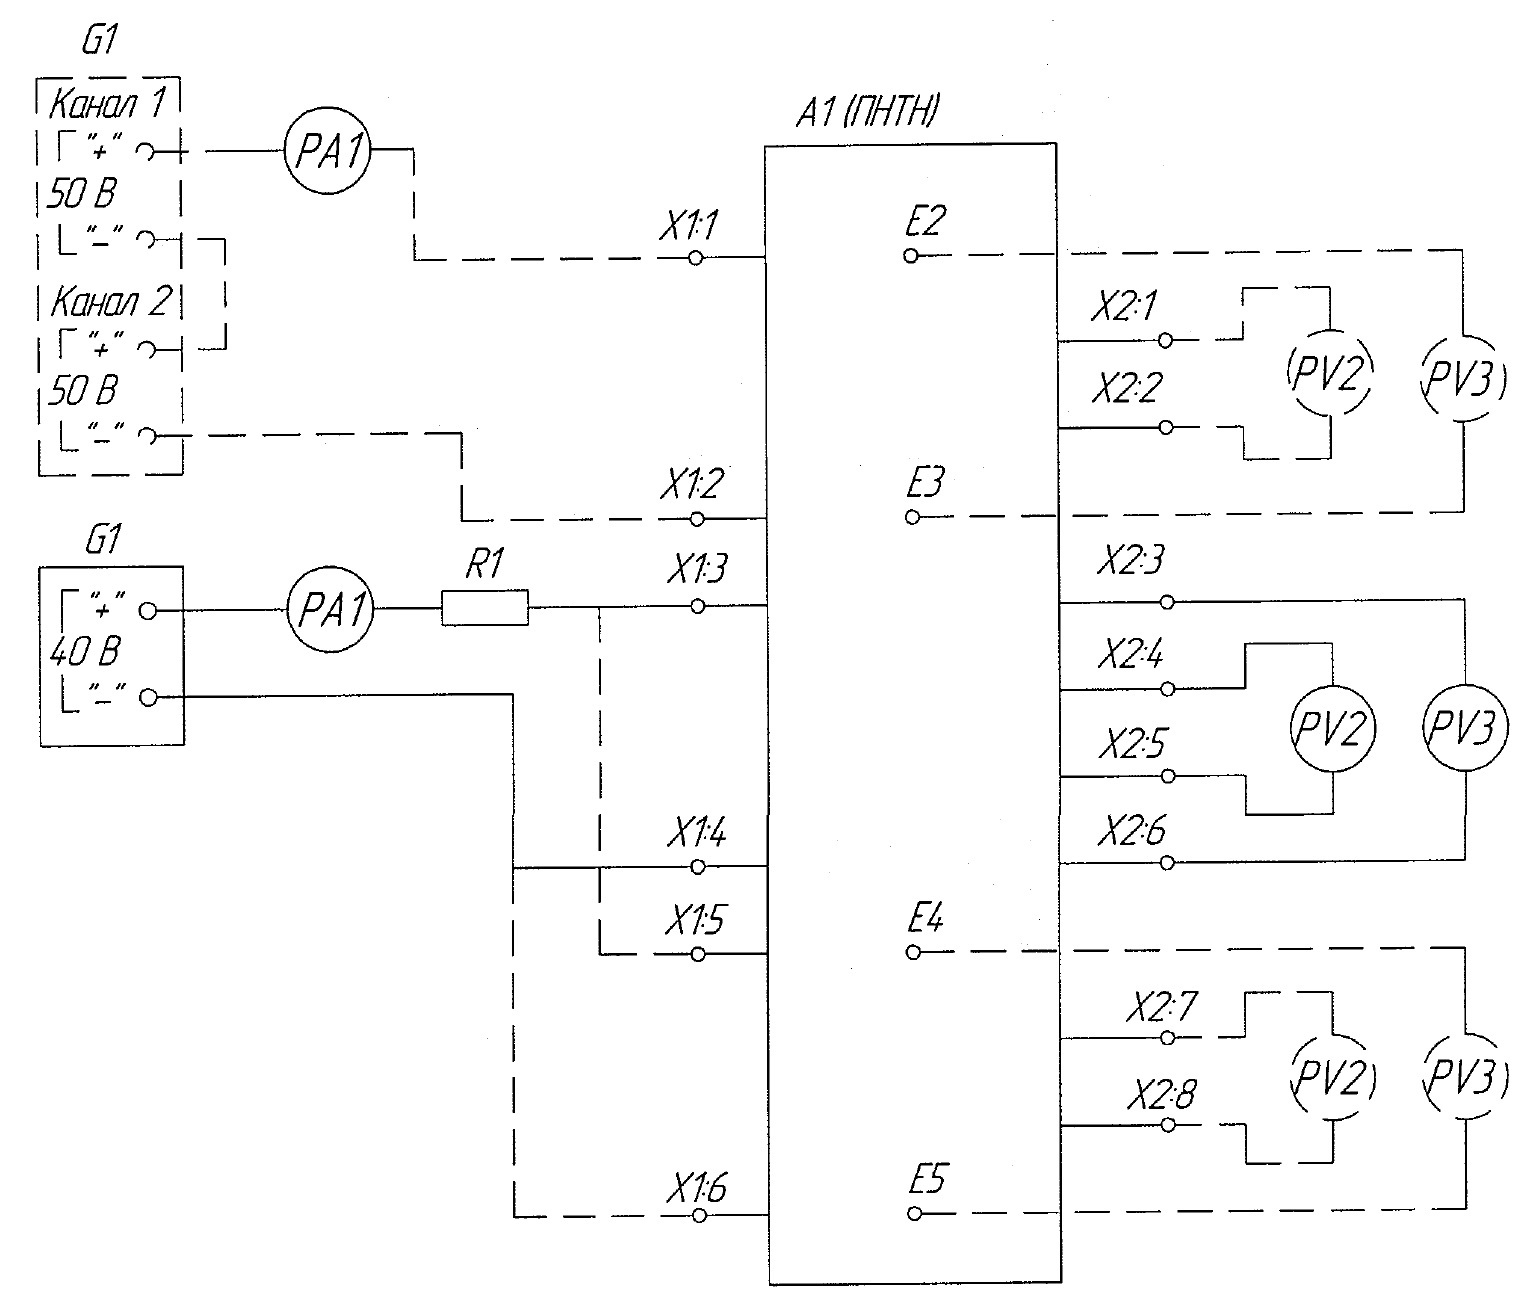 G1
Канал 1
"+"
50 В
"–"
Канал 2
"+"
50 В
"–"
PA1
G1
"+"
40 В
"–"
PA1
R1
A1 (ПНТН)
X1:1
X1:2
X1:3
X1:4
X1:5
X1:6
E2
E3
E4
E5
X2:1
X2:2
X2:3
X2:4
X2:5
X2:6
X2:7
X2:8
PV2
PV3
PV2
PV3
PV2
PV3